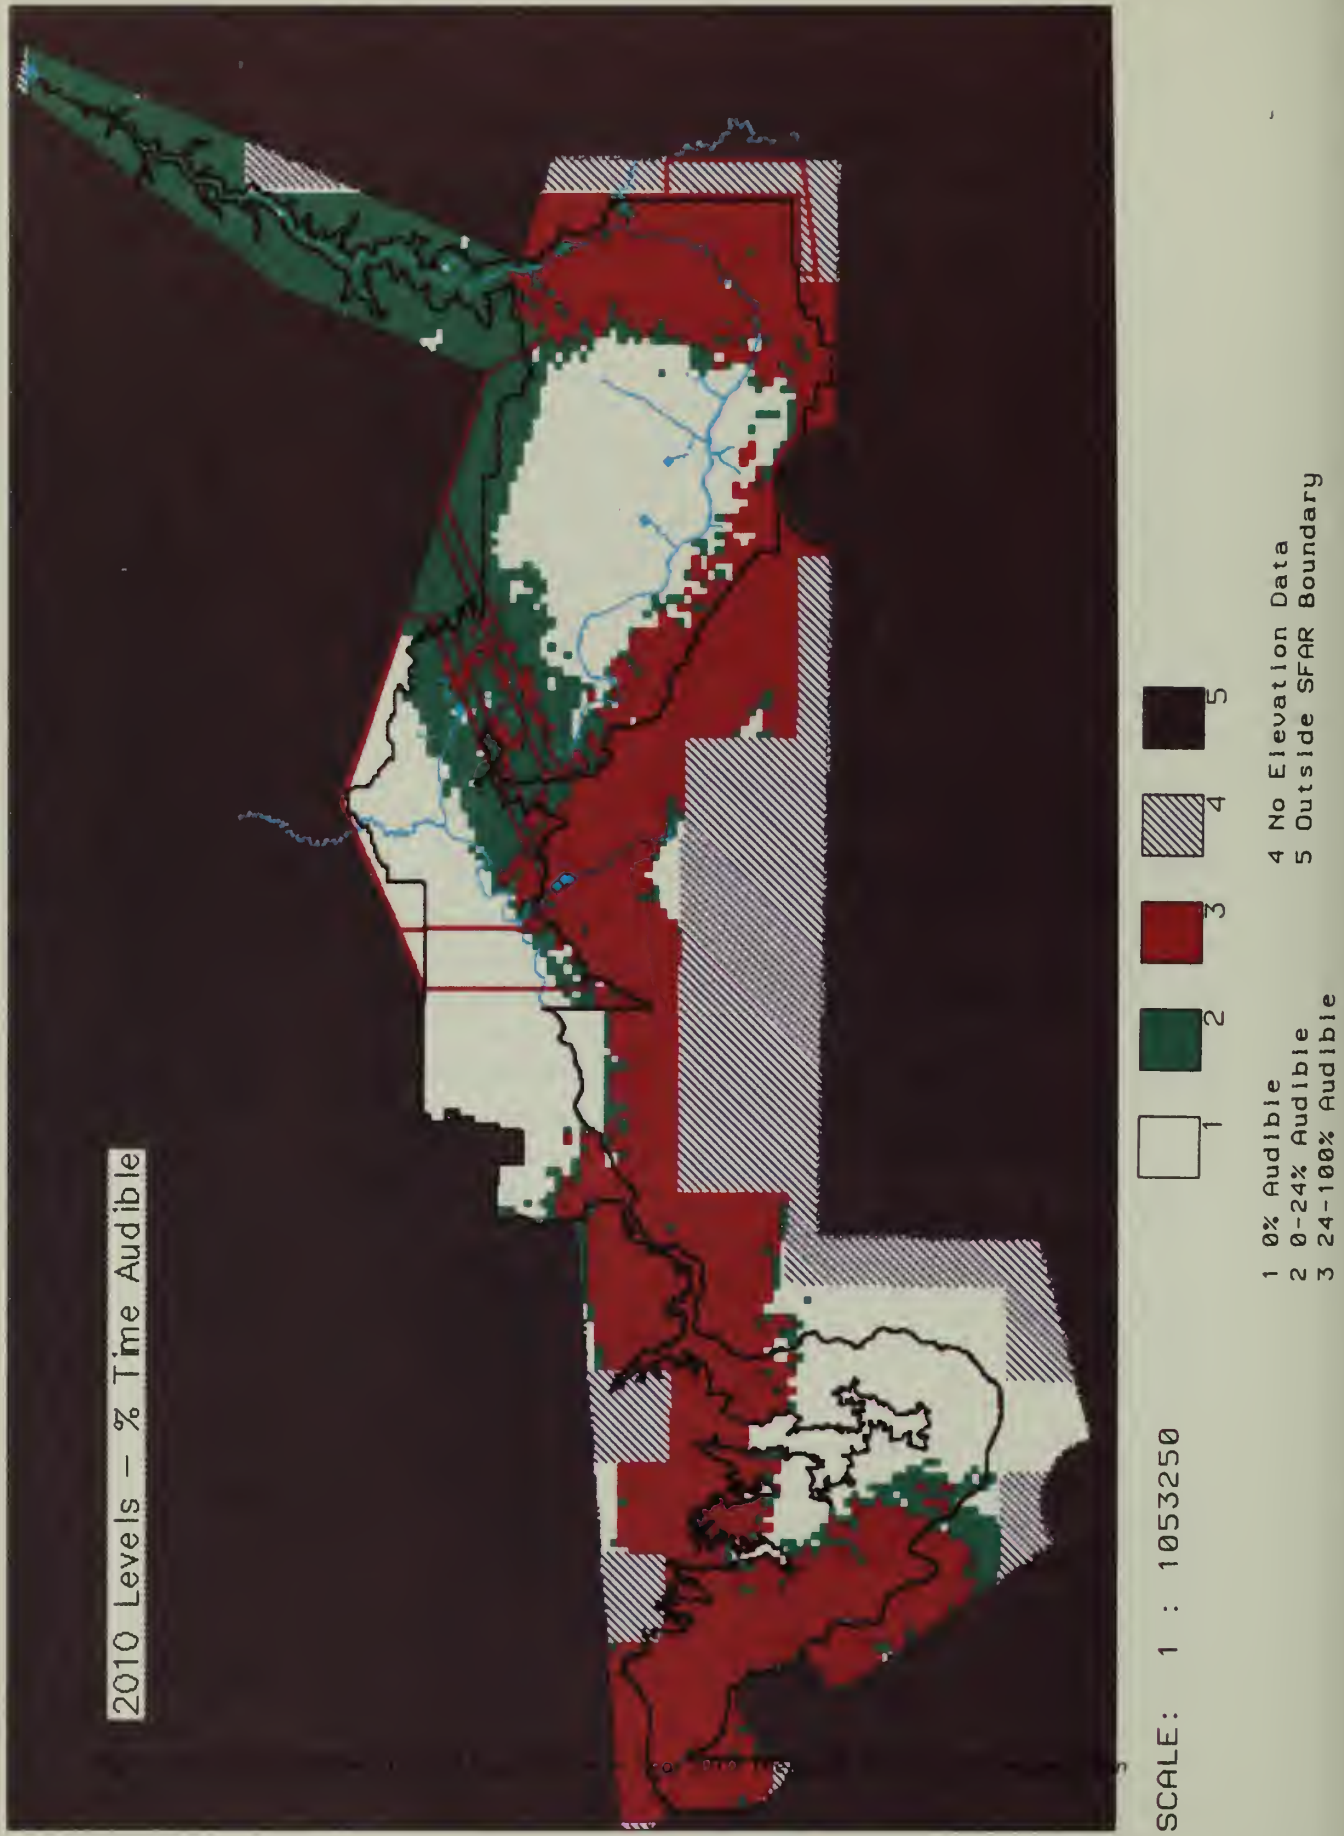 2010 Levels — % Time Audible
SCALE: 1 : 1053250
1
2
3
4
5
1 0% Audible
2 0-24% Audible
3 24-100% Audible
4 No Elevation Data
5 Outside SFAR Boundary